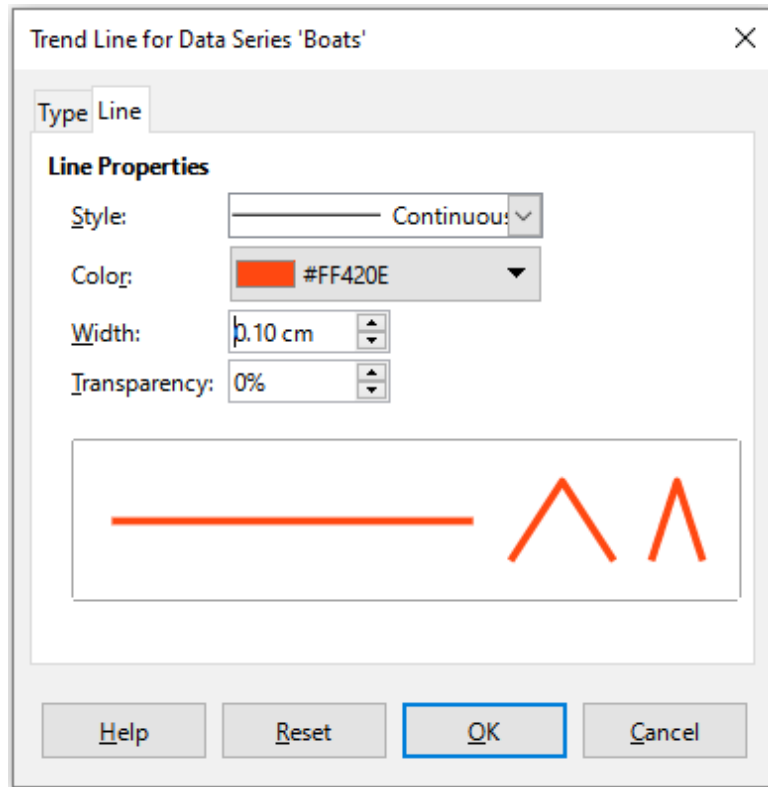 Trend Line for Data Series 'Boats'
Type Line
Line Properties
Style: Continuous
Color: #FF420E
Width: 0.10 cm
Transparency: 0%
Help Reset OK Cancel